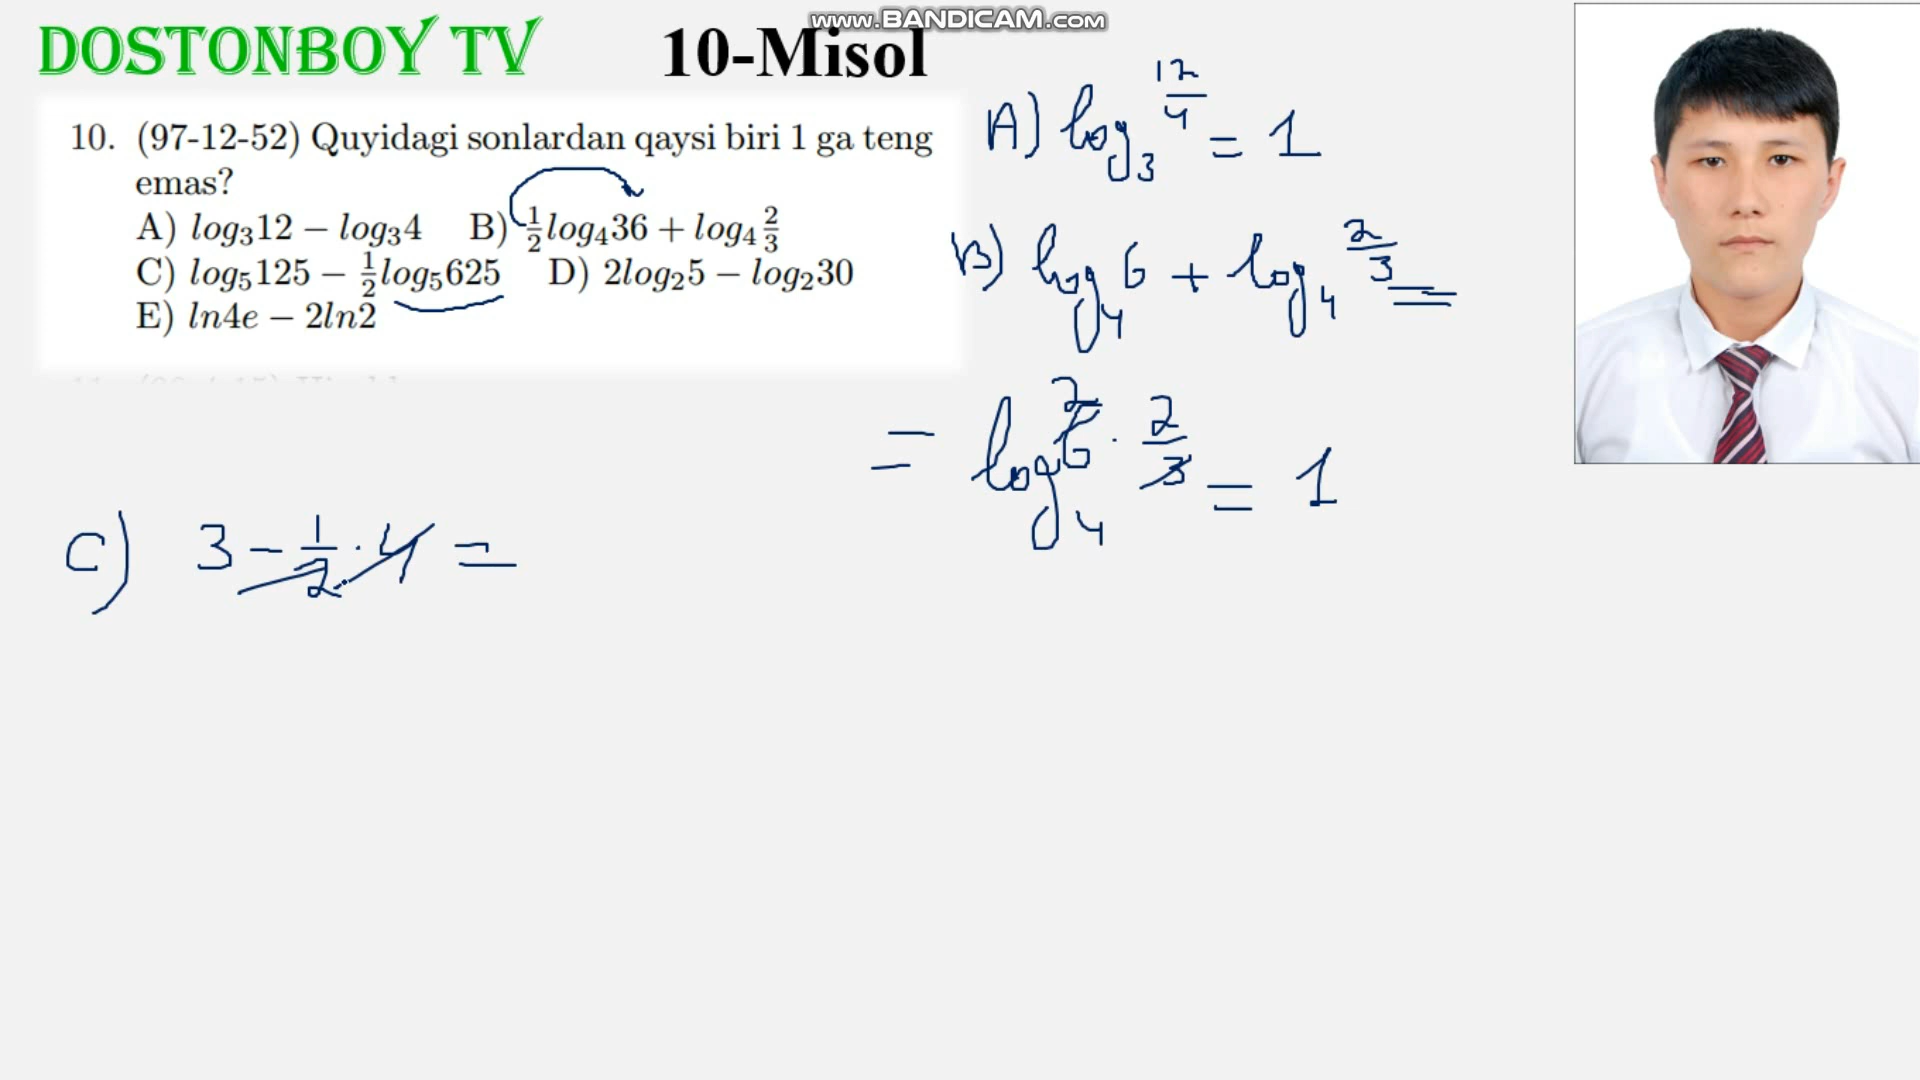 www.BANDICAM.com
DOSTONBOY TV
10-Misol
10. (97-12-52) Quyidagi sonlardan qaysi biri 1 ga teng
emas?
A) log₃12 − log₃4 B) ½log₄36 + log₄⅔
C) log₅125 − ½log₅625 D) 2log₂5 − log₂30
E) ln4e − 2ln2
A) log₃ 12/4 = 1
B) log₄ 6 + log₄ 2/3 =
= log₄ 6 2 · 2/3 = 1
C) 3 − 1/2 · 4 =